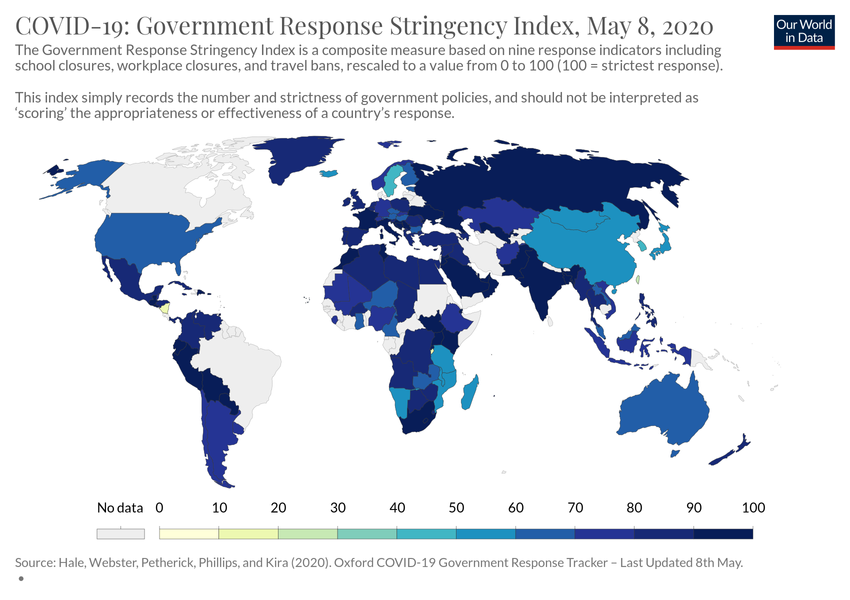 COVID-19: Government Response Stringency Index, May 8, 2020
Our World
in Data
The Government Response Stringency Index is a composite measure based on nine response indicators including
school closures, workplace closures, and travel bans, rescaled to a value from 0 to 100 (100 = strictest response).
This index simply records the number and strictness of government policies, and should not be interpreted as
‘scoring’ the appropriateness or effectiveness of a country’s response.
No data 0 10 20 30 40 50 60 70 80 90 100
Source: Hale, Webster, Petherick, Phillips, and Kira (2020). Oxford COVID-19 Government Response Tracker – Last Updated 8th May.